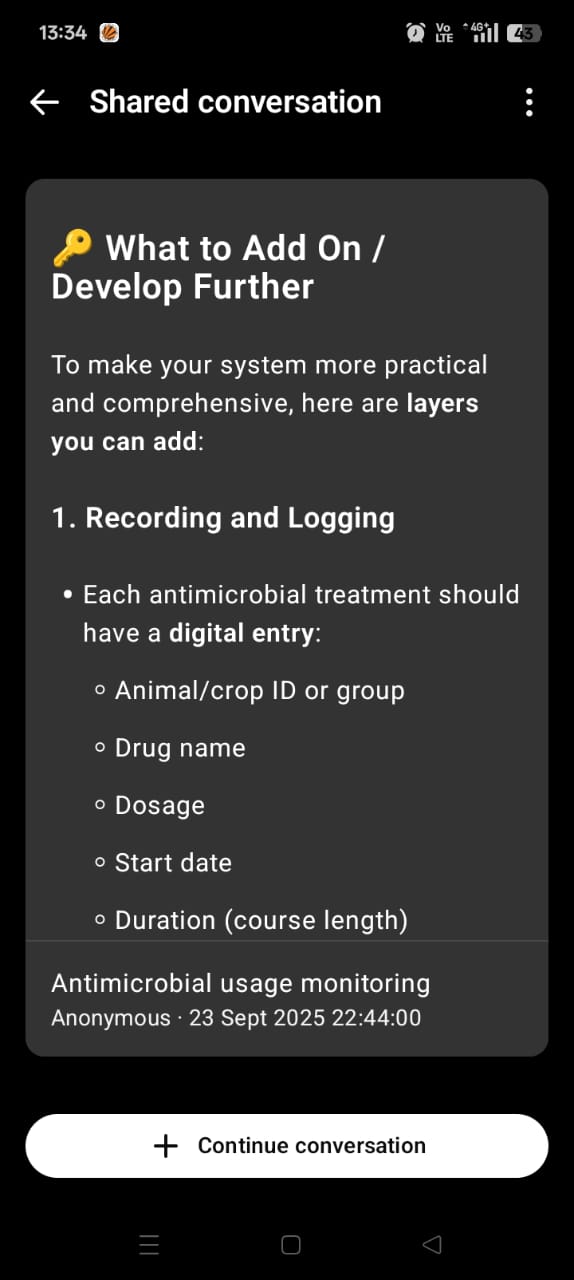 13:34
Vo
LTE
4G+
43
Shared conversation
🔑 What to Add On /
Develop Further
To make your system more practical
and comprehensive, here are layers
you can add:
1. Recording and Logging
• Each antimicrobial treatment should
have a digital entry:
◦ Animal/crop ID or group
◦ Drug name
◦ Dosage
◦ Start date
◦ Duration (course length)
Antimicrobial usage monitoring
Anonymous · 23 Sept 2025 22:44:00
+ Continue conversation